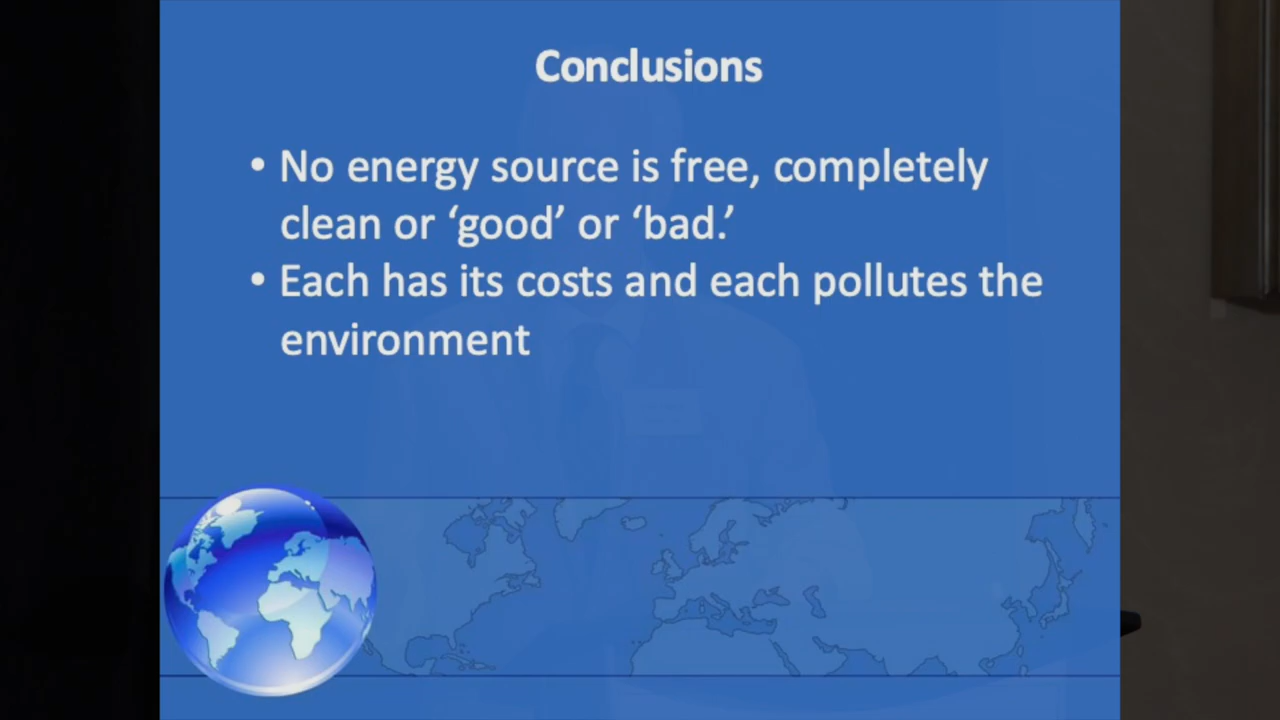 Conclusions
• No energy source is free, completely
clean or ‘good’ or ‘bad.’
• Each has its costs and each pollutes the
environment